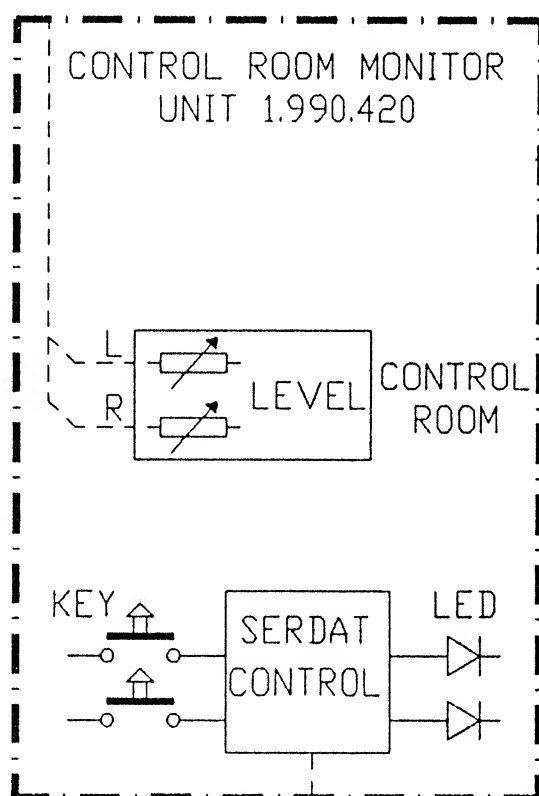 CONTROL ROOM MONITOR
UNIT 1.990.420
L
R
LEVEL
CONTROL
ROOM
KEY
SERDAT
CONTROL
LED